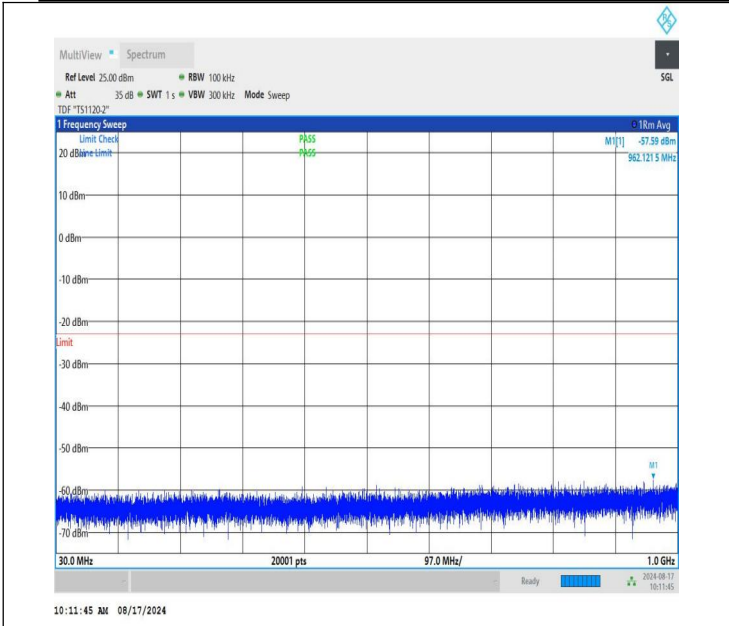 R S
MultiView Spectrum
Ref Level 25.00 dBm RBW 100 kHz SGL
Att 35 dB SWT 1 s VBW 300 kHz Mode Sweep
TDF "TS1120-2"
1 Frequency Sweep 1Rm Avg
Limit Check PASS M1[1] -57.59 dBm
20 dBm Line Limit PASS 962.121 5 MHz
10 dBm
0 dBm
-10 dBm
-20 dBm
Limit
-30 dBm
-40 dBm
-50 dBm
M1
-60 dBm
-70 dBm
30.0 MHz 20001 pts 97.0 MHz/ 1.0 GHz
Ready 2024-08-17
10:11:45
10:11:45 AM 08/17/2024